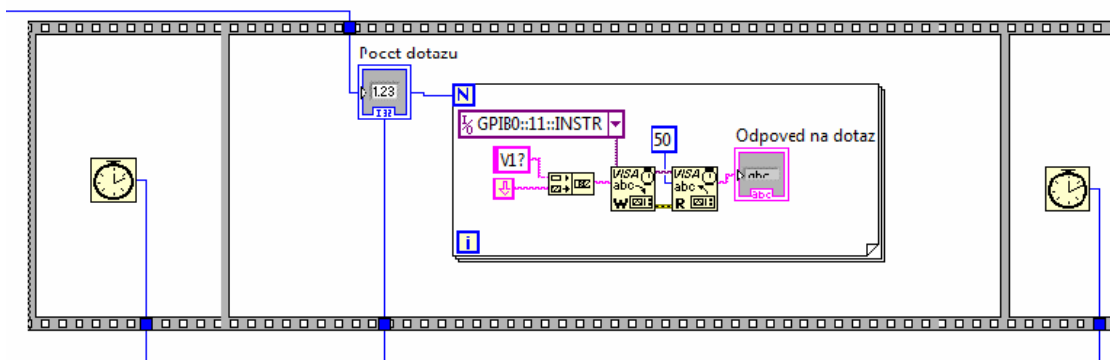 Pocet dotazu
1.23
I32
N
I/O GPIB0::11::INSTR
50
Odpoved na dotaz
V1?
VISA
abc
W
VISA
abc
R
abc
abc
i